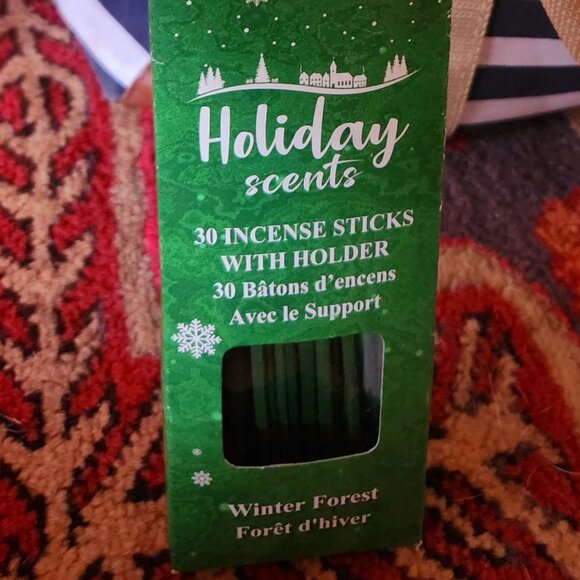 Holiday
scents
30 INCENSE STICKS
WITH HOLDER
30 Bâtons d'encens
Avec le Support
Winter Forest
Forêt d'hiver